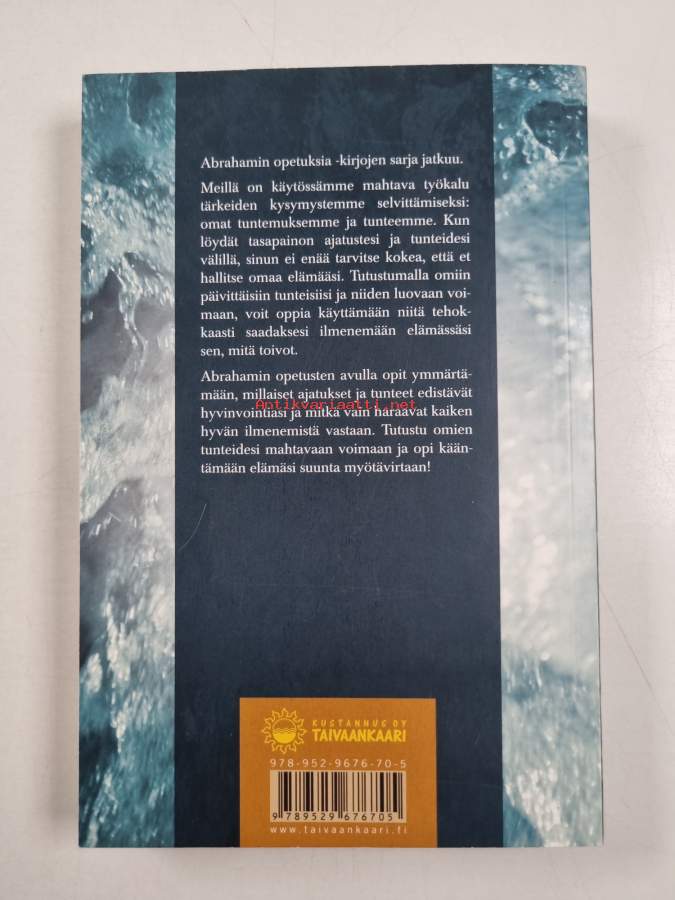 Abrahamin opetuksia -kirjojen sarja jatkuu.
Meillä on käytössämme mahtava työkalu
tärkeiden kysymystemme selvittämiseksi:
omat tuntemuksemme ja tunteemme. Kun
löydät tasapainon ajatustesi ja tunteidesi
välillä, sinun ei enää tarvitse kokea, että et
hallitse omaa elämääsi. Tutustumalla omiin
päivittäisiin tunteisiisi ja niiden luovaan voi-
maan, voit oppia käyttämään niitä tehok-
kaasti saadaksesi ilmenemään elämässäsi
sen, mitä toivot.
Abrahamin opetusten avulla opit ymmärtä-
mään, millaiset ajatukset ja tunteet edistävät
Antikvariaatti.net
hyvinvointiasi ja mitkä vain haraavat kaiken
hyvän ilmenemistä vastaan. Tutustu omien
tunteidesi mahtavaan voimaan ja opi kään-
tämään elämäsi suunta myötävirtaan!
KUSTANNUS OY
TAIVAANKAARI
978-952-9676-70-5
9 789529 676705
www.taivaankaari.fi